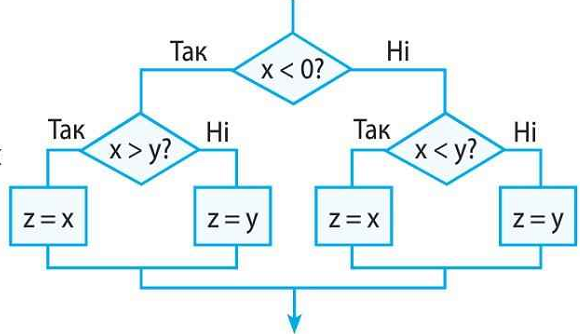 Так
x < 0?
Ні
Так
x > y?
Ні
Так
x < y?
Ні
z = x
z = y
z = x
z = y